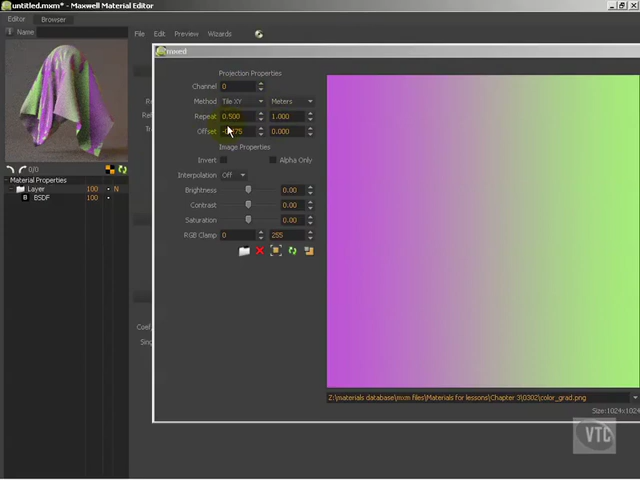 untitled.mxm* - Maxwell Material Editor
Editor Browser
Name File Edit Preview Wizards
mwed
Projection Properties
Channel 0
Method Tile XY Meters
Repeat 0.500 1.000
Offset 0.000
0/0
Image Properties
Invert Alpha Only
Material Properties
Interpolation Off
Layer 100 N
Brightness 0.00
BSDF 100
Contrast 0.00
Saturation 0.00
RGB Clamp 0 255
Z:\materials database\mxm files\Materials for lessons\Chapter 3\0302\color_grad.png
Size:1024x1024
VTC